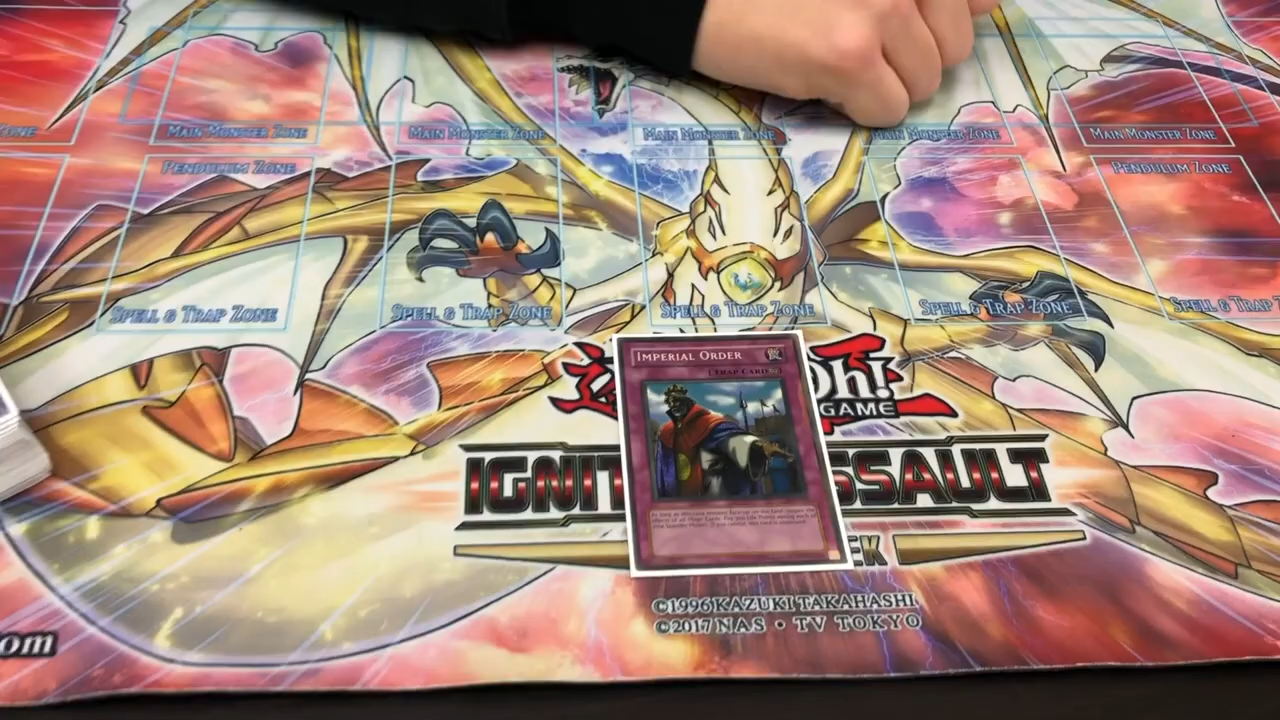 ZONE
MAIN MONSTER ZONE
MAIN MONSTER ZONE
MAIN MONSTER ZONE
MAIN MONSTER ZONE
MAIN MONSTER ZONE
PENDULUM ZONE
PENDULUM ZONE
SPELL & TRAP ZONE
SPELL & TRAP ZONE
SPELL & TRAP ZONE
SPELL & TRAP ZONE
SPELL & TRAP
IMPERIAL ORDER
[TRAP CARD
Oh!
GAME
IGNIT
SSAULT
EK
©1996 KAZUKI TAKAHASHI
©2017 NAS • TV TOKYO
om